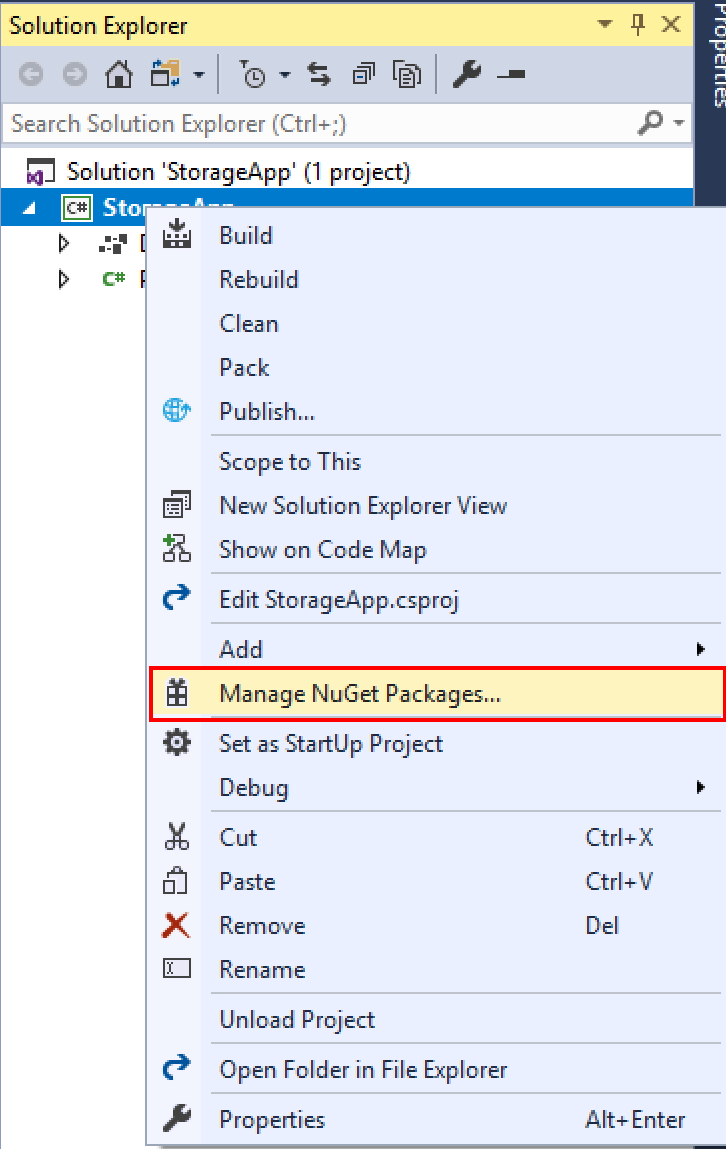 Solution Explorer
Properties
Search Solution Explorer (Ctrl+;)
Solution 'StorageApp' (1 project)
C# StorageApp
C#
Build
Rebuild
Clean
Pack
Publish...
Scope to This
New Solution Explorer View
Show on Code Map
Edit StorageApp.csproj
Add
Manage NuGet Packages...
Set as StartUp Project
Debug
Cut Ctrl+X
Paste Ctrl+V
Remove Del
Rename
Unload Project
Open Folder in File Explorer
Properties Alt+Enter